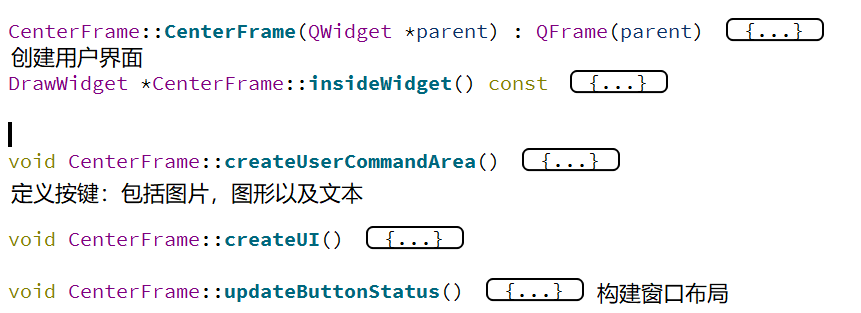 CenterFrame::CenterFrame(QWidget *parent) : QFrame(parent) {...}
创建用户界面
DrawWidget *CenterFrame::insideWidget() const {...}
void CenterFrame::createUserCommandArea() {...}
定义按键：包括图片，图形以及文本
void CenterFrame::createUI() {...}
void CenterFrame::updateButtonStatus() {...} 构建窗口布局